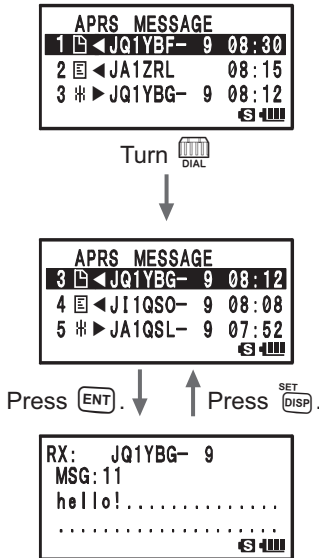 APRS MESSAGE
1 ◀JQ1YBF- 9 08:30
2 ◀JA1ZRL 08:15
3 ▶JQ1YBG- 9 08:12
S
Turn DIAL
APRS MESSAGE
3 ◀JQ1YBG- 9 08:12
4 ◀JI1QSO- 9 08:08
5 ▶JA1QSL- 9 07:52
S
Press ENT. Press SET DISP.
RX: JQ1YBG- 9
MSG:11
hello!..............
....................
S